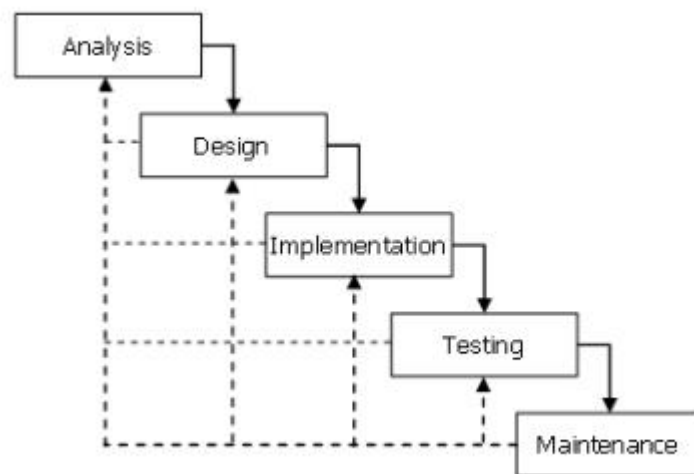 Analysis
Design
Implementation
Testing
Maintenance